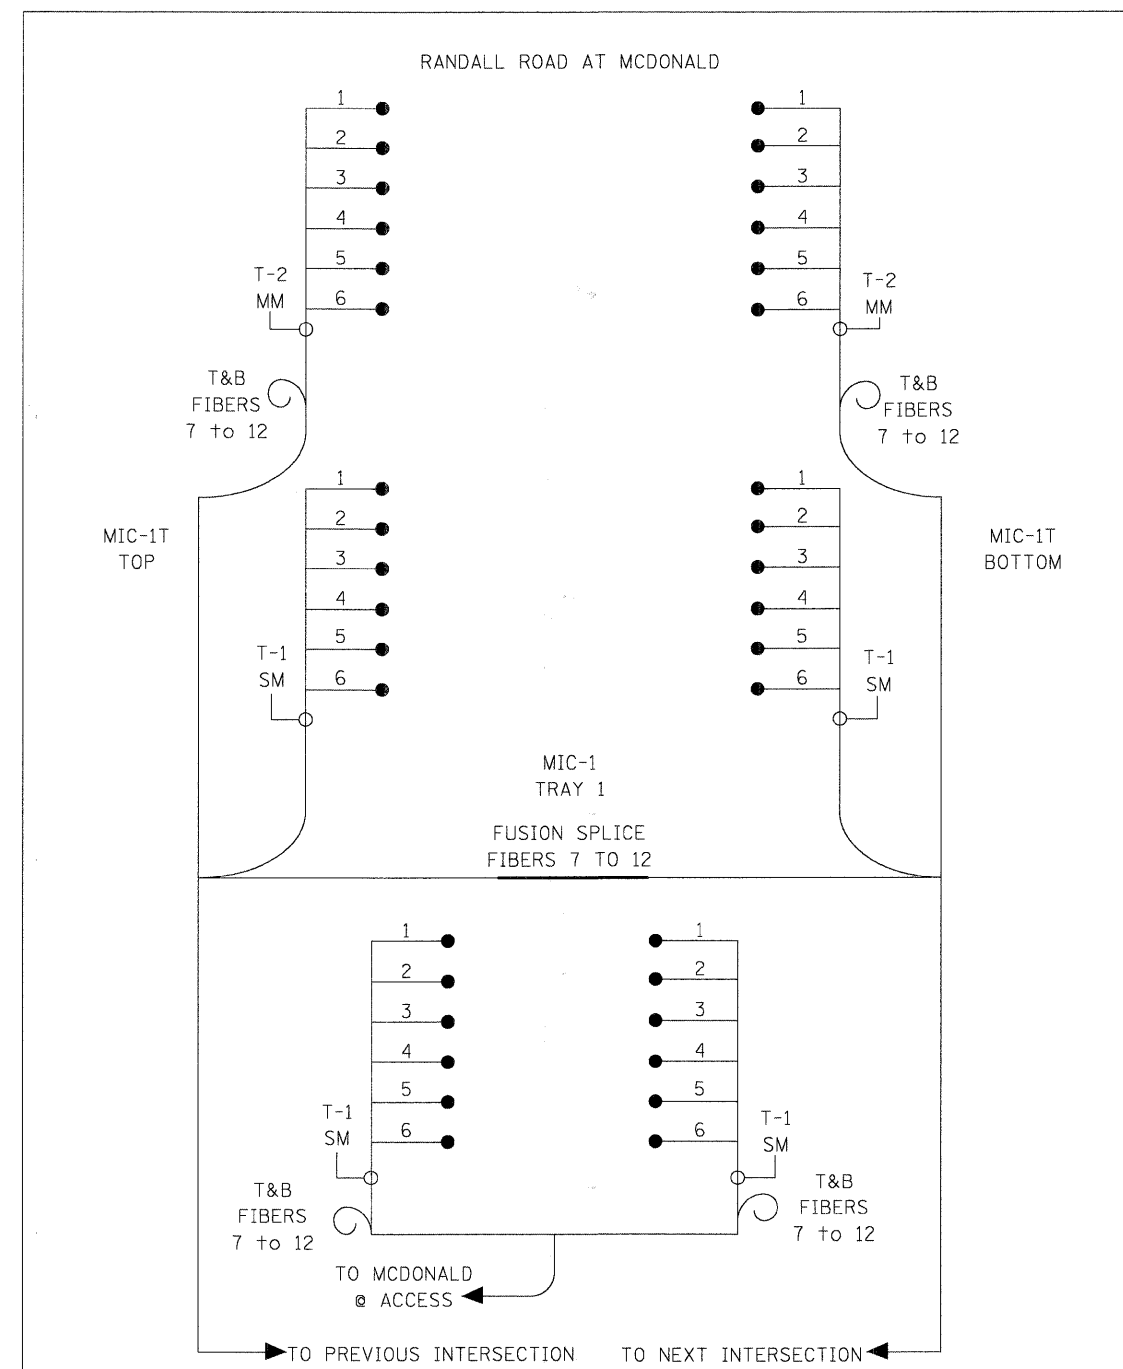 RANDALL ROAD AT MCDONALD
1
2
3
4
5
6
T-2
MM
T&B
FIBERS
7 to 12
1
2
3
4
5
6
T-2
MM
T&B
FIBERS
7 to 12
MIC-1T
TOP
1
2
3
4
5
6
T-1
SM
1
2
3
4
5
6
T-1
SM
MIC-1T
BOTTOM
MIC-1
TRAY 1
FUSION SPLICE
FIBERS 7 TO 12
1
2
3
4
5
6
T-1
SM
T&B
FIBERS
7 to 12
1
2
3
4
5
6
T-1
SM
T&B
FIBERS
7 to 12
TO MCDONALD
@ ACCESS
TO PREVIOUS INTERSECTION
TO NEXT INTERSECTION